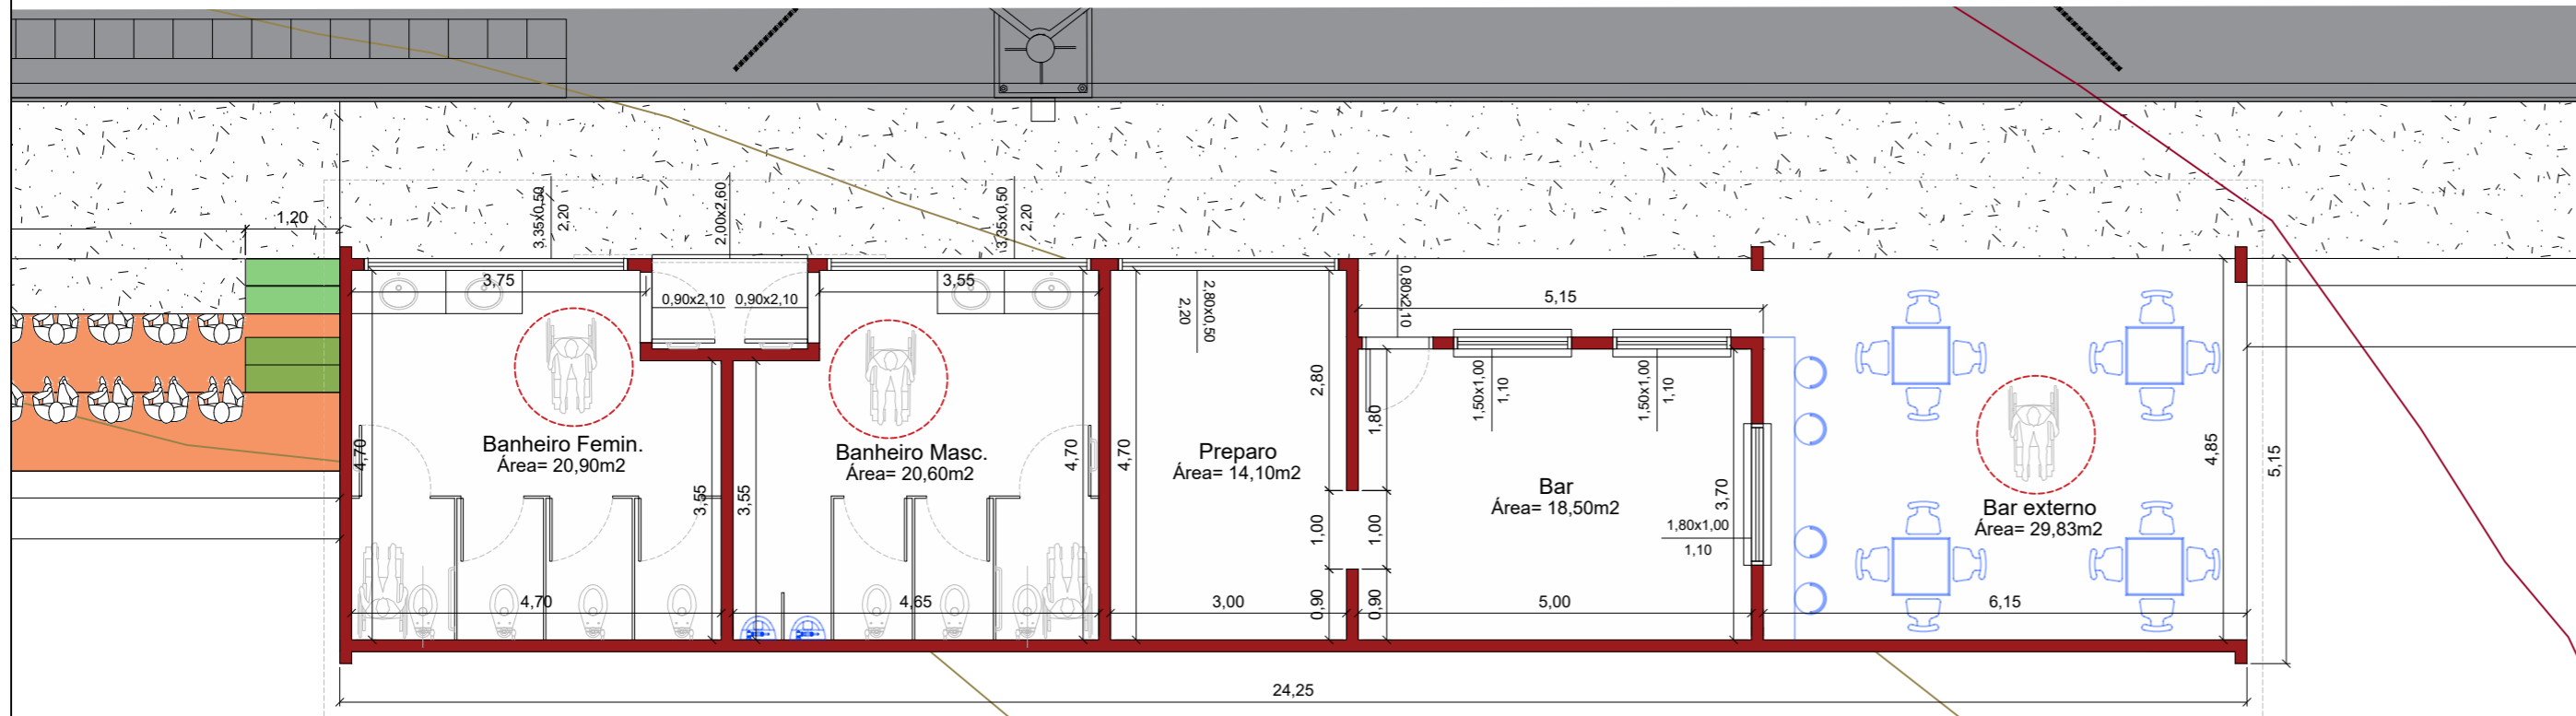 1,20
3,35x0,50
2,20
2,00x2,60
3,35x0,50
2,20
3,75
0,90x2,10
0,90x2,10
3,55
2,80x0,50
2,20
0,80x2,10
5,15
1,50x1,00
1,10
1,50x1,00
1,10
2,80
1,80
Banheiro Femin.
Área= 20,90m2
4,70
3,55
3,55
Banheiro Masc.
Área= 20,60m2
4,70
4,70
Preparo
Área= 14,10m2
1,00
1,00
Bar
Área= 18,50m2
3,70
1,80x1,00
1,10
Bar externo
Área= 29,83m2
4,85
5,15
4,70
4,65
3,00
0,90
0,90
5,00
6,15
24,25